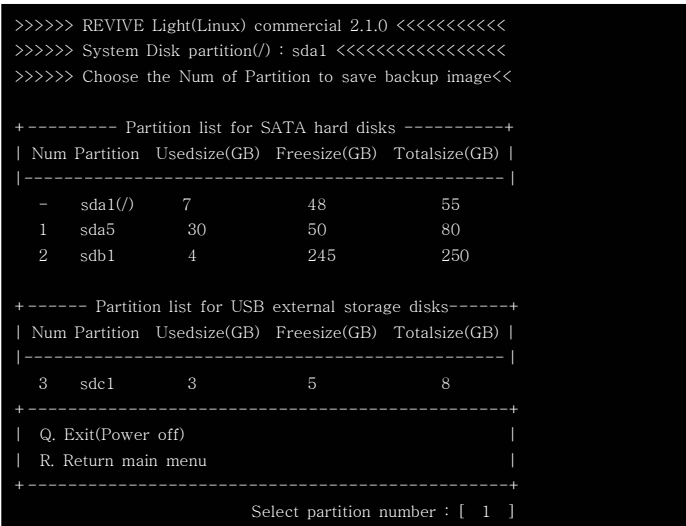 >>>>>> REVIVE Light(Linux) commercial 2.1.0 <<<<<<<<<<<
>>>>>> System Disk partition(/) : sda1 <<<<<<<<<<<<<<<<<
>>>>>> Choose the Num of Partition to save backup image<<
+--------- Partition list for SATA hard disks ----------+
| Num Partition Usedsize(GB) Freesize(GB) Totalsize(GB) |
|------------------------------------------------|
- sda1(/) 7 48 55
1 sda5 30 50 80
2 sdb1 4 245 250
+------ Partition list for USB external storage disks------+
| Num Partition Usedsize(GB) Freesize(GB) Totalsize(GB) |
|------------------------------------------------|
3 sdc1 3 5 8
+------------------------------------------------+
| Q. Exit(Power off) |
| R. Return main menu |
+------------------------------------------------+
Select partition number : [ 1 ]